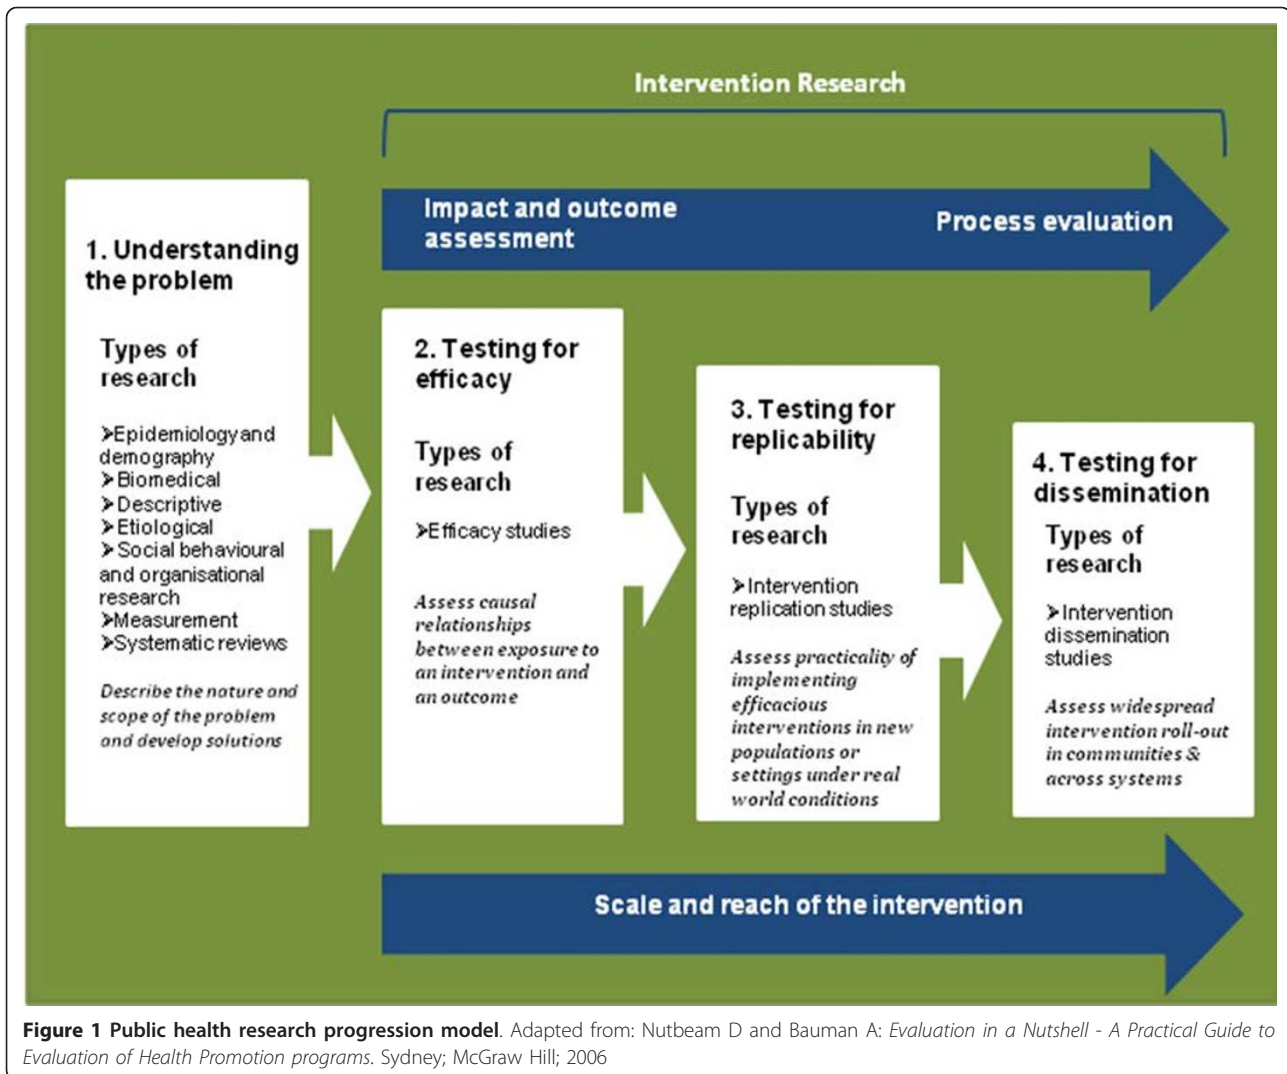 Intervention Research
Impact and outcome
assessment
Process evaluation
1. Understanding
the problem
Types of
research
➢Epidemiology and
demography
➢Biomedical
➢Descriptive
➢Etiological
➢Social behavioural
and organisational
research
➢Measurement
➢Systematic reviews
Describe the nature and
scope of the problem
and develop solutions
2. Testing for
efficacy
Types of
research
➢Efficacy studies
Assess causal
relationships
between exposure to
an intervention and
an outcome
3. Testing for
replicability
Types of
research
➢Intervention
replication studies
Assess practicality of
implementing
efficacious
interventions in new
populations or
settings under real
world conditions
4. Testing for
dissemination
Types of
research
➢Intervention
dissemination
studies
Assess widespread
intervention roll-out
in communities &
across systems
Scale and reach of the intervention
Figure 1 Public health research progression model. Adapted from: Nutbeam D and Bauman A: Evaluation in a Nutshell - A Practical Guide to
Evaluation of Health Promotion programs. Sydney; McGraw Hill; 2006